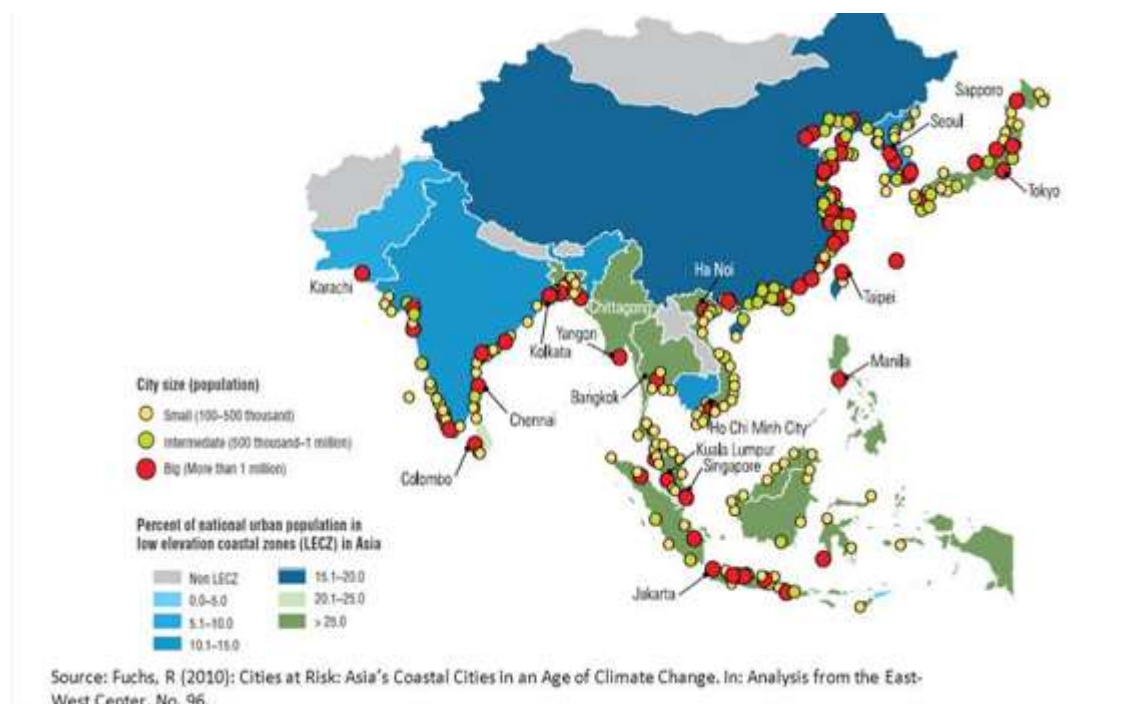 Sapporo
Seoul
Tokyo
Ha Noi
Taipei
Karachi
Chittagong
Yangon
Kolkata
Manila
Bangkok
Chennai
Ho Chi Minh City
Kuala Lumpur
Singapore
Colombo
Jakarta
City size (population)
Small (100–500 thousand)
Intermediate (500 thousand–1 million)
Big (More than 1 million)
Percent of national urban population in
low elevation coastal zones (LECZ) in Asia
Non LECZ
0.0–5.0
5.1–10.0
10.1–15.0
15.1–20.0
20.1–25.0
> 25.0
Source: Fuchs, R (2010): Cities at Risk: Asia's Coastal Cities in an Age of Climate Change. In: Analysis from the East-
West Center, No. 96.